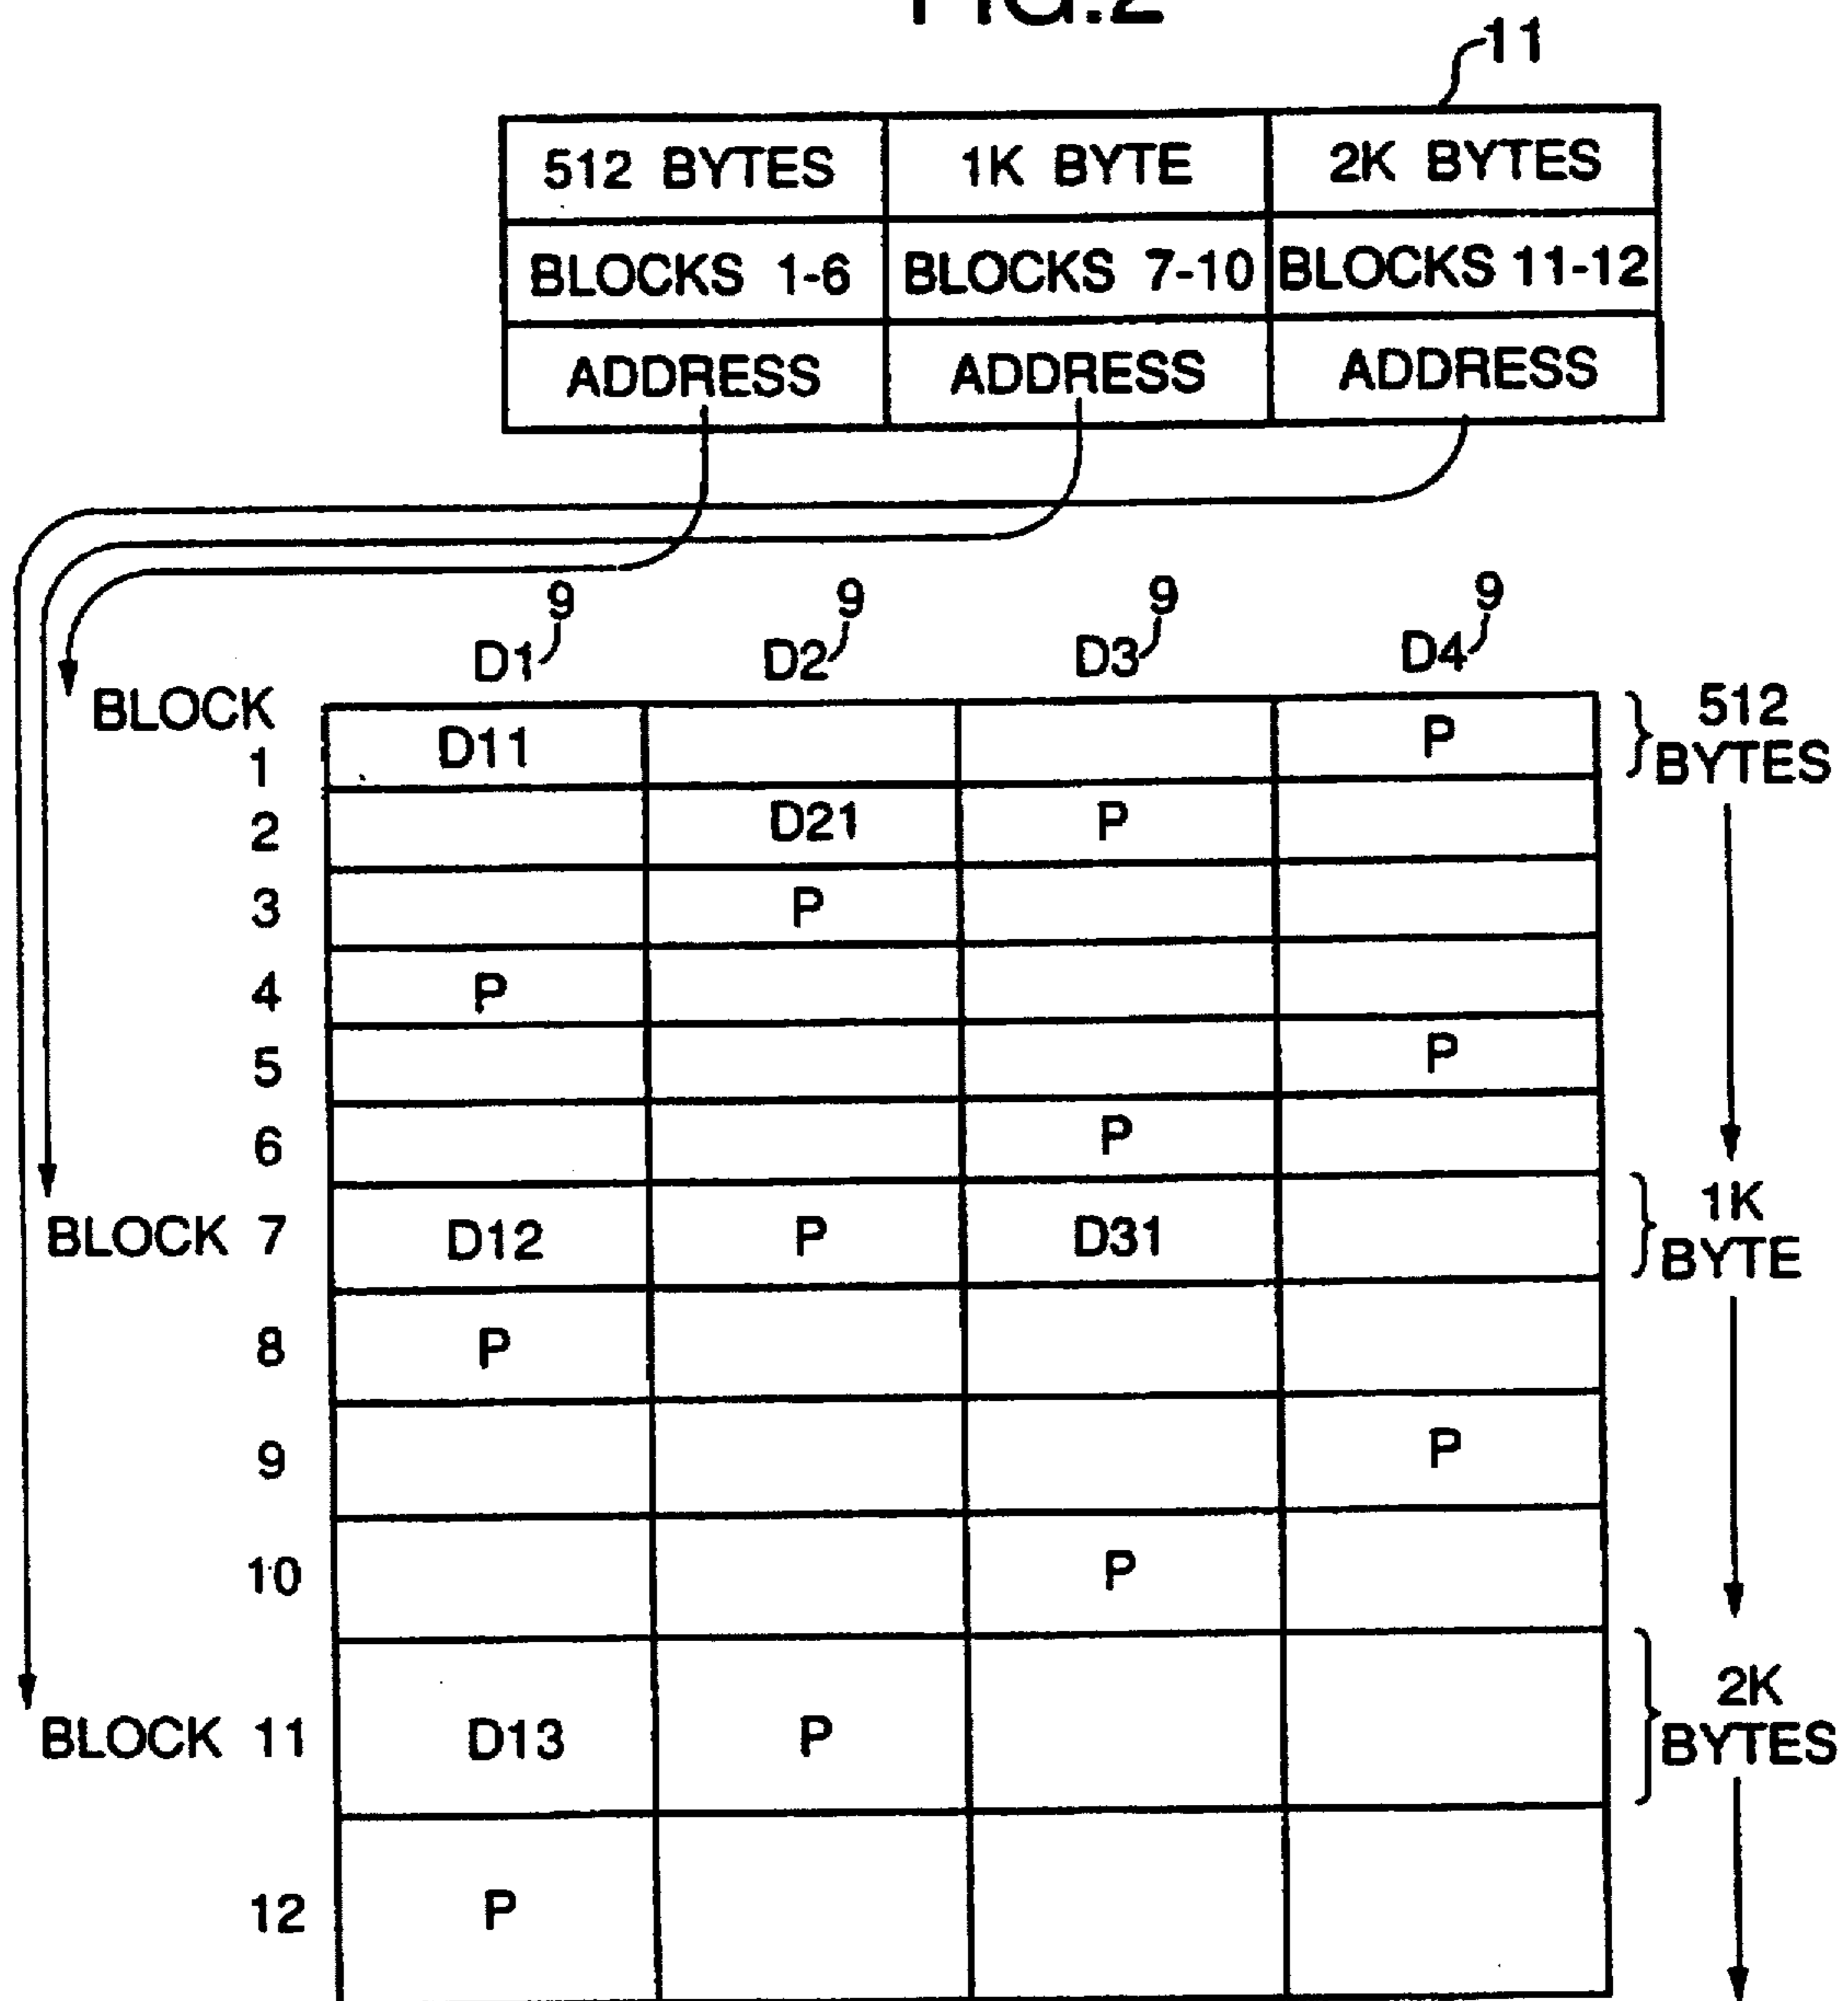 FIG.2
11
512 BYTES 1K BYTE 2K BYTES
BLOCKS 1-6 BLOCKS 7-10 BLOCKS 11-12
ADDRESS ADDRESS ADDRESS
9 9 9 9
D1 D2 D3 D4
BLOCK
1 D11 P 512 BYTES
2 D21 P
3 P
4 P
5 P
6 P
BLOCK 7 D12 P D31 1K BYTE
8 P
9 P
10 P
BLOCK 11 D13 P 2K BYTES
12 P